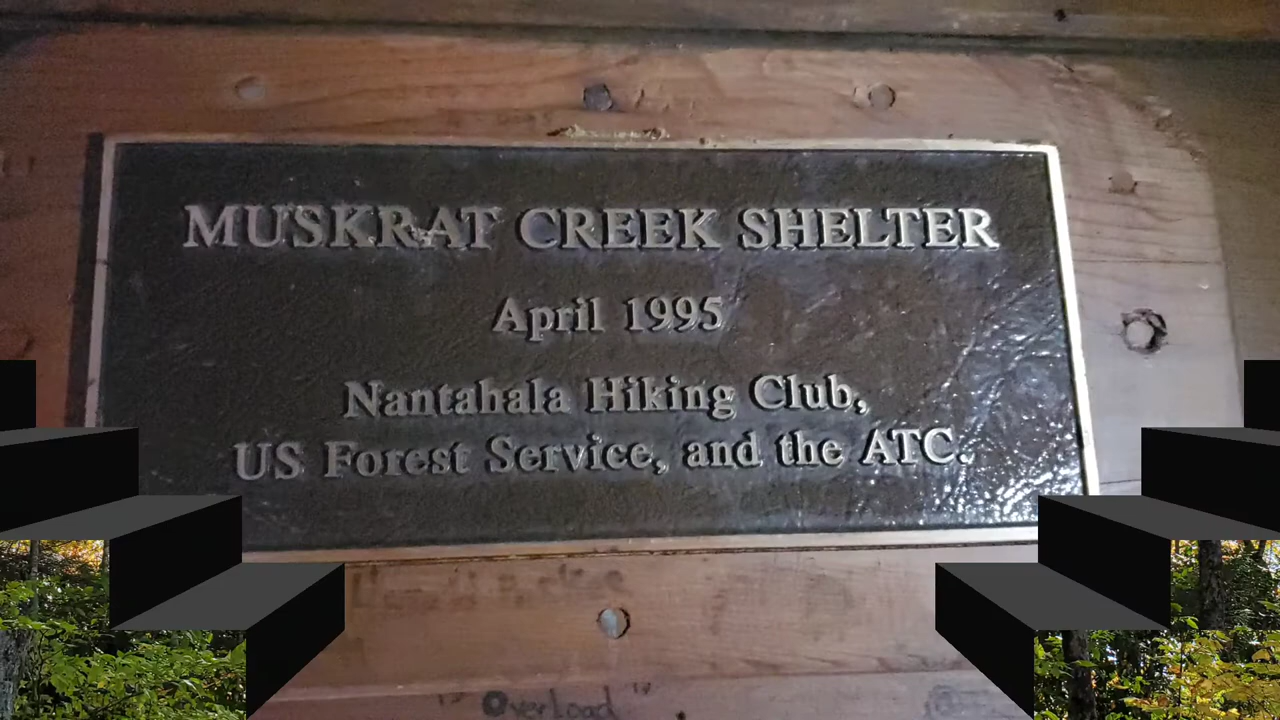 MUSKRAT CREEK SHELTER
April 1995
Nantahala Hiking Club,
US Forest Service, and the ATC.
"Overload"